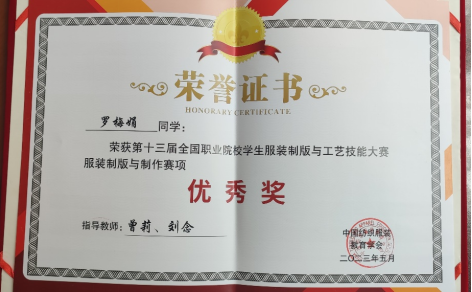 荣誉证书
HONORARY CERTIFICATE
罗梅娟同学：
荣获第十三届全国职业院校学生服装制版与工艺技能大赛
服装制版与制作赛项
优秀奖
指导教师：曾莉、刘念
中国纺织服装
教育学会
二〇二三年五月